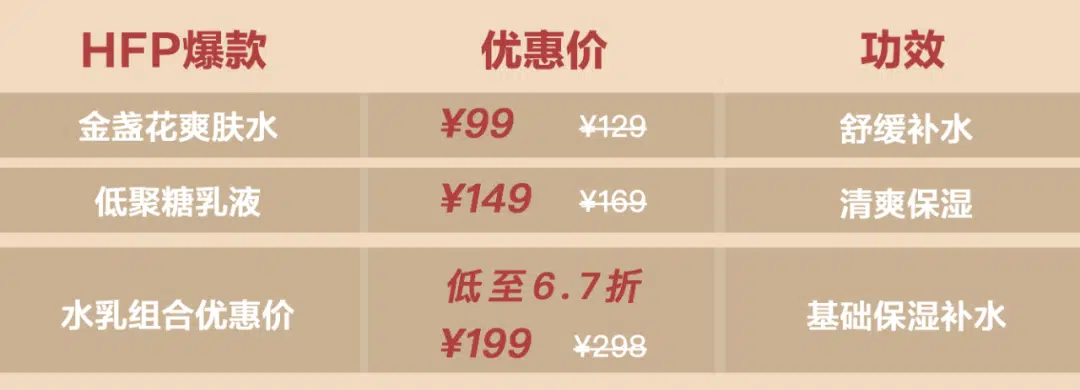 HFP爆款 优惠价 功效
金盏花爽肤水 ¥99 ¥129 舒缓补水
低聚糖乳液 ¥149 ¥169 清爽保湿
低至6.7折
水乳组合优惠价 ¥199 ¥298 基础保湿补水